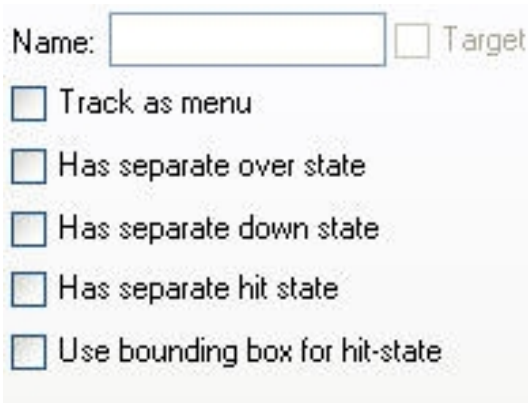 Name: Target
Track as menu
Has separate over state
Has separate down state
Has separate hit state
Use bounding box for hit-state